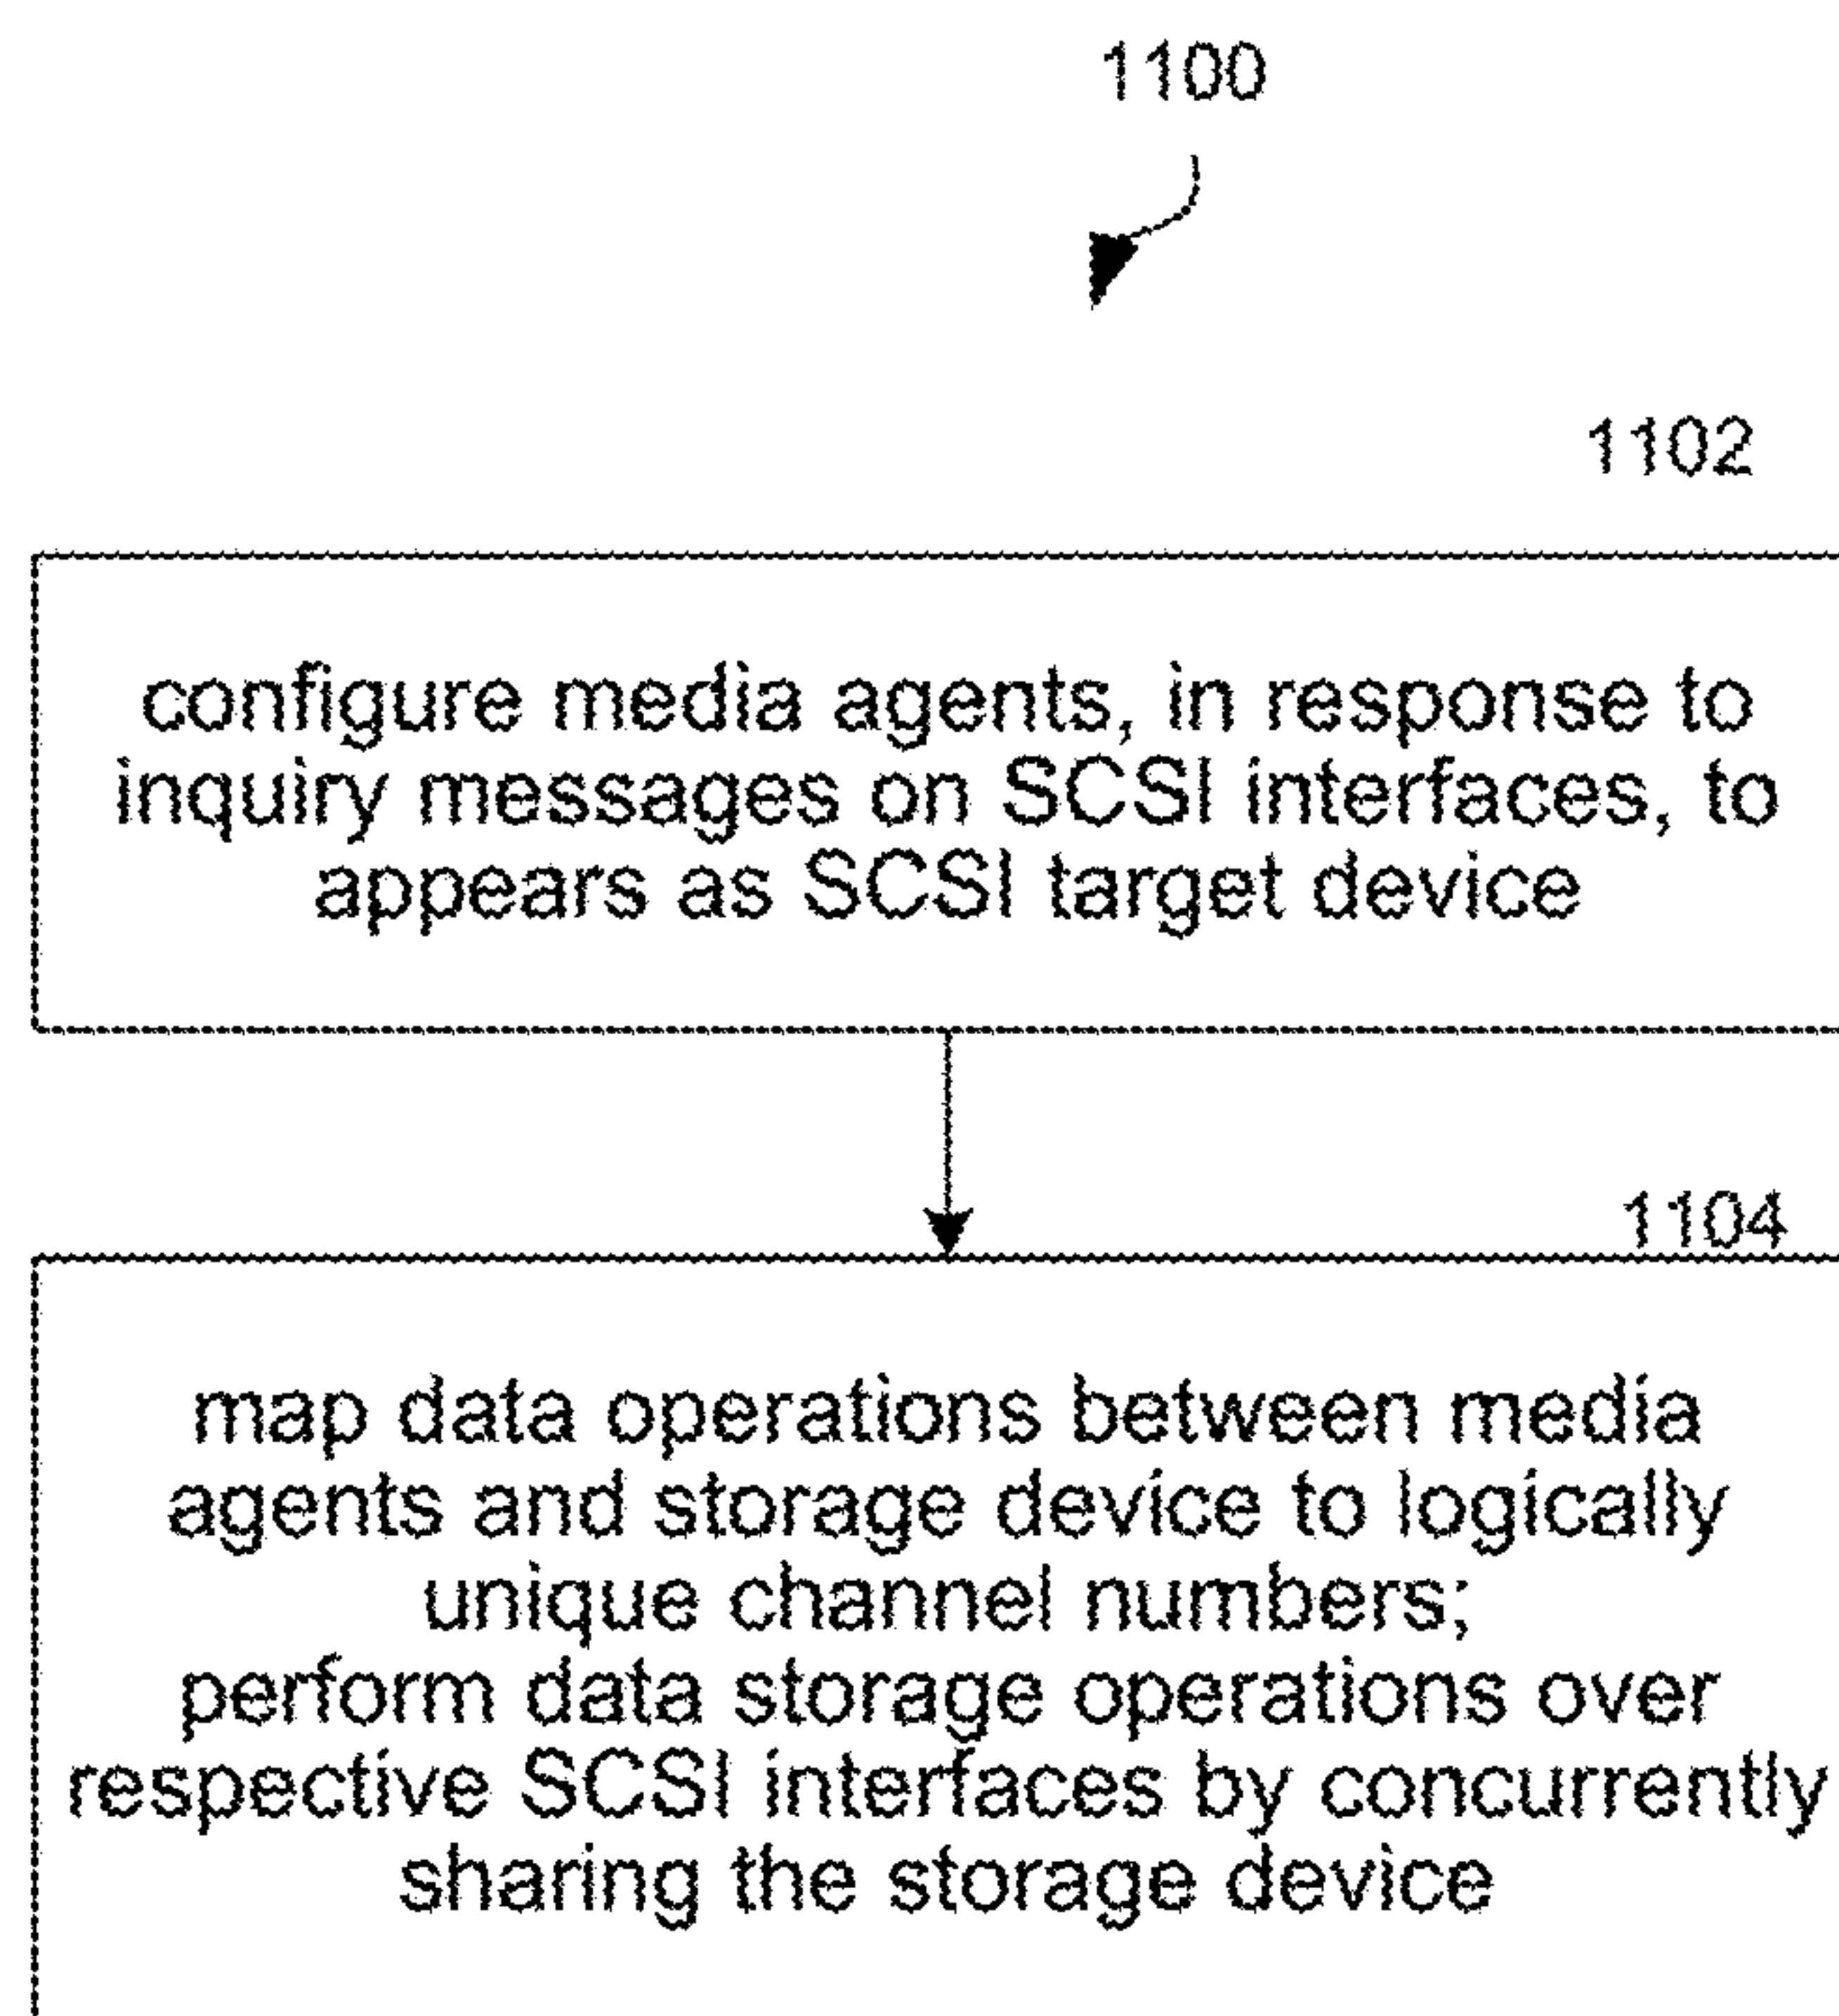 1100
1102
configure media agents, in response to
inquiry messages on SCSI interfaces, to
appears as SCSI target device
1104
map data operations between media
agents and storage device to logically
unique channel numbers;
perform data storage operations over
respective SCSI interfaces by concurrently
sharing the storage device